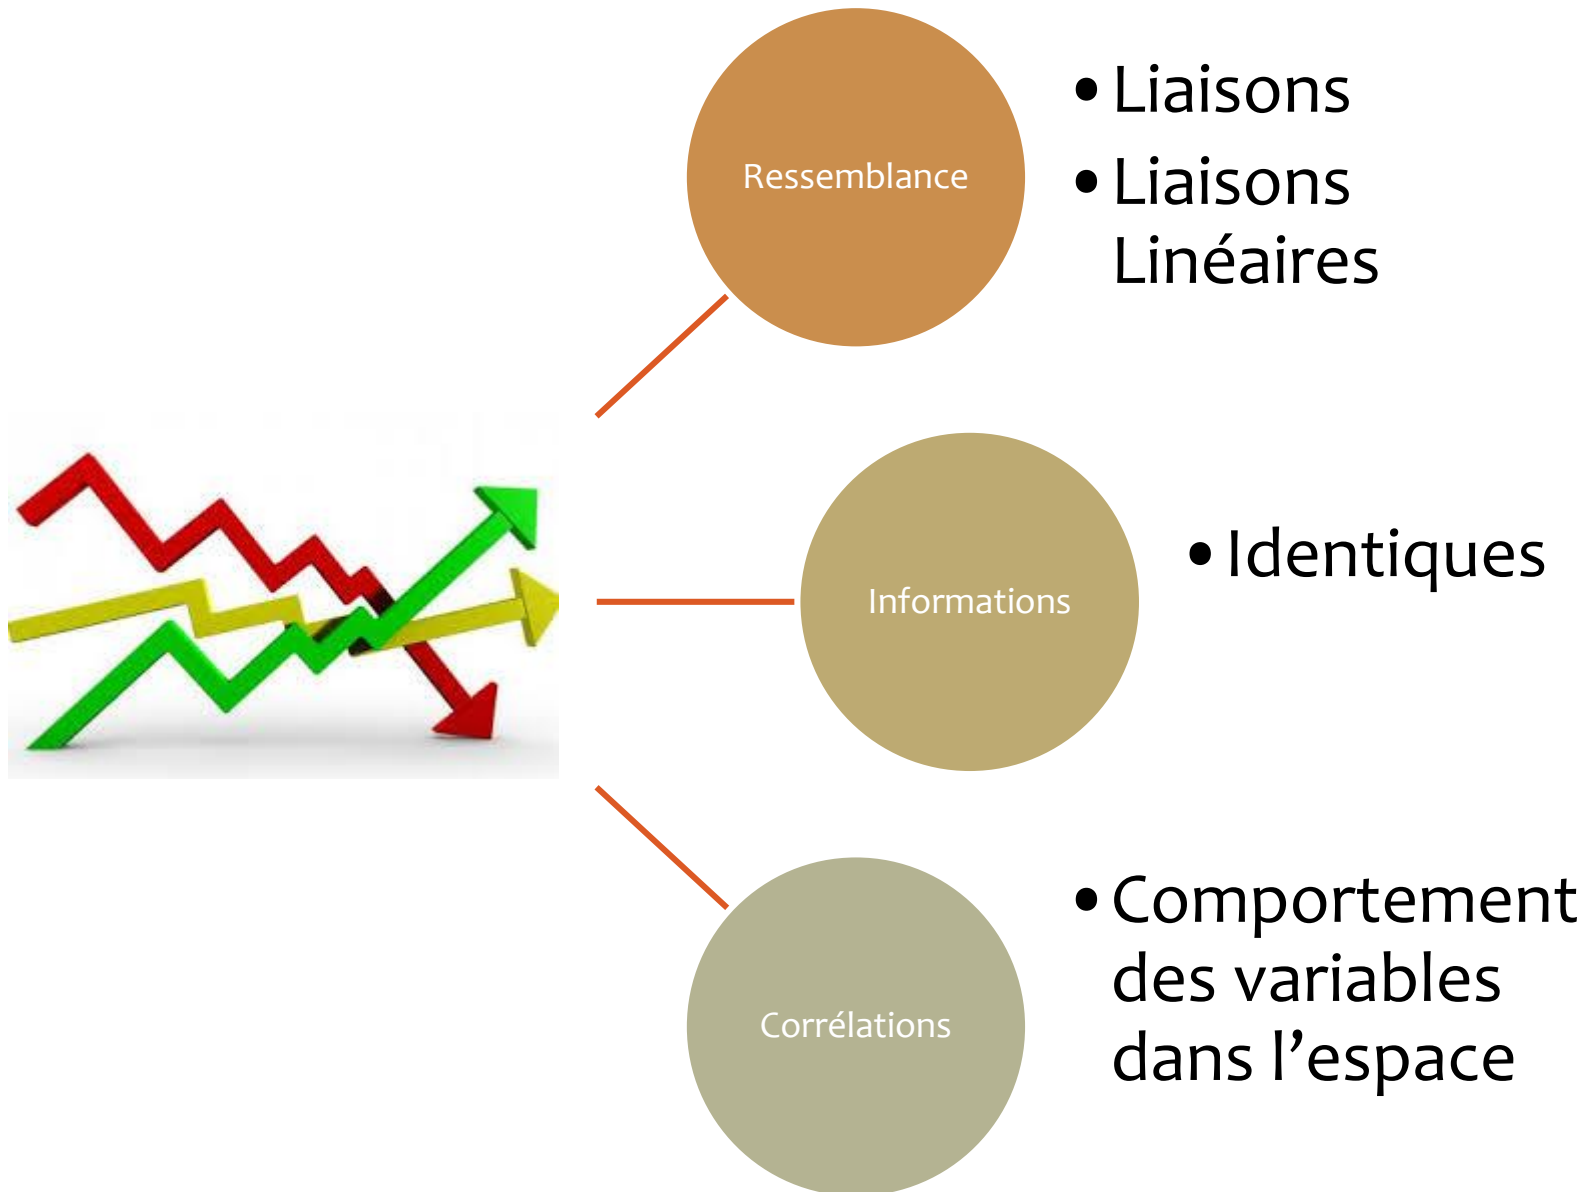 Ressemblance
• Liaisons
• Liaisons
Linéaires
Informations
• Identiques
Corrélations
• Comportement
des variables
dans l’espace